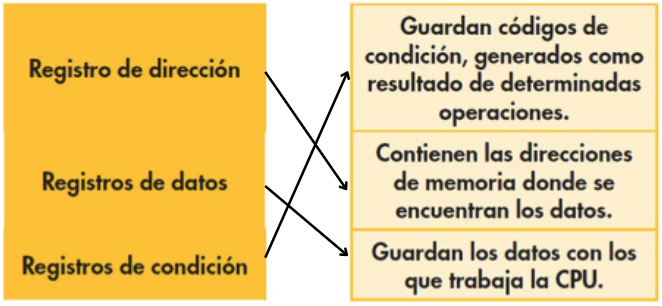 Registro de dirección
Registros de datos
Registros de condición
Guardan códigos de
condición, generados como
resultado de determinadas
operaciones.
Contienen las direcciones
de memoria donde se
encuentran los datos.
Guardan los datos con los
que trabaja la CPU.